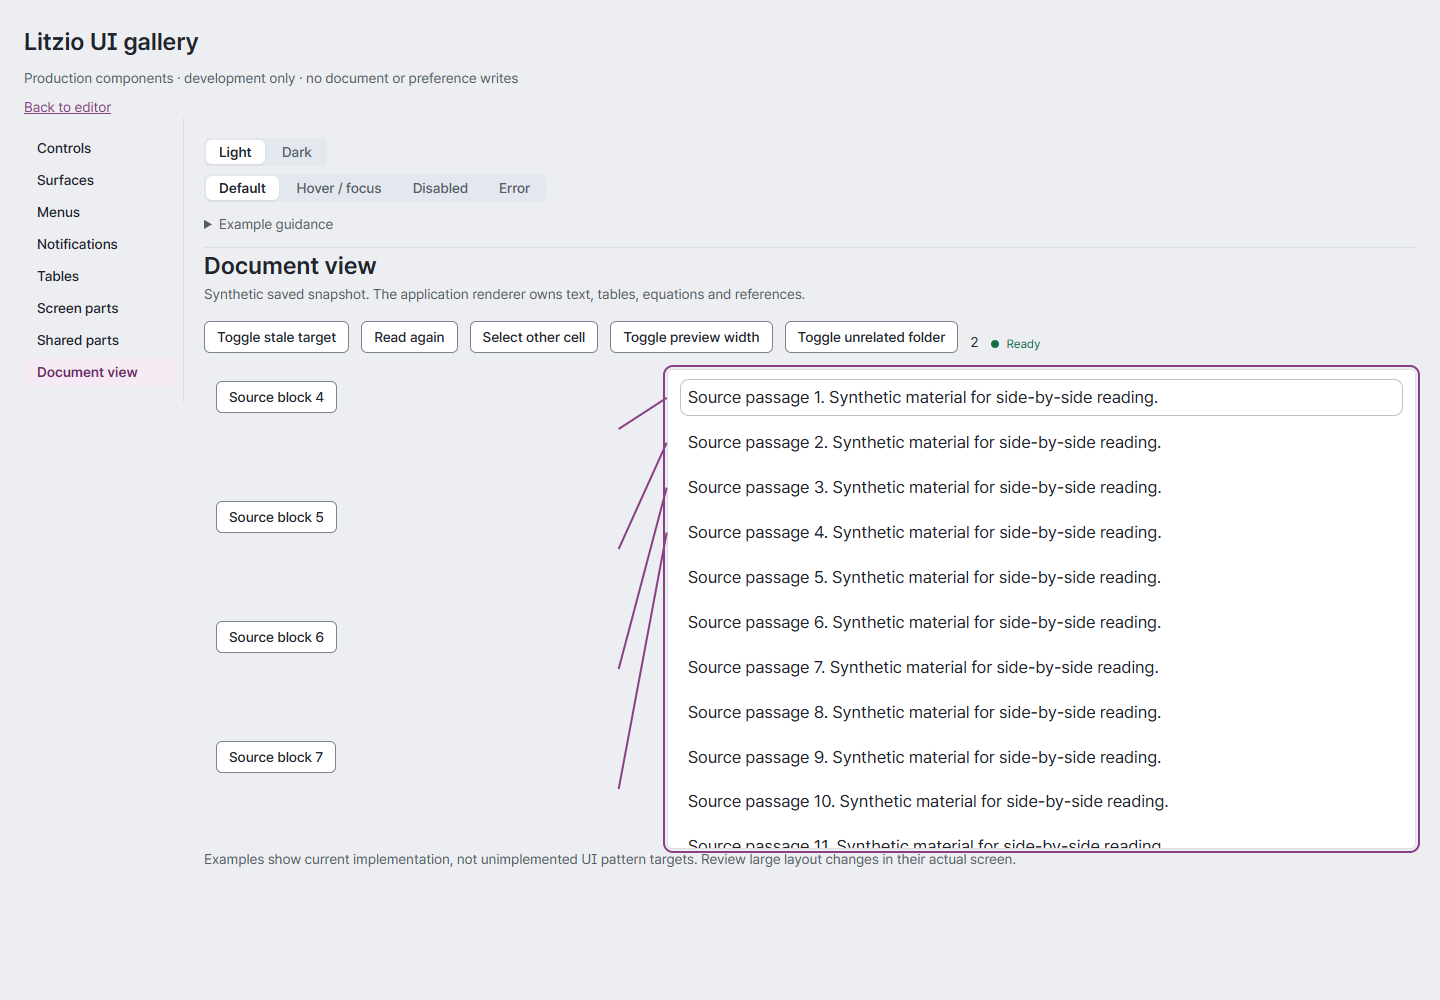 Litzio UI gallery
Production components · development only · no document or preference writes
Back to editor
Controls
Surfaces
Menus
Notifications
Tables
Screen parts
Shared parts
Document view
Light Dark
Default Hover / focus Disabled Error
Example guidance
Document view
Synthetic saved snapshot. The application renderer owns text, tables, equations and references.
Toggle stale target Read again Select other cell Toggle preview width Toggle unrelated folder 2 Ready
Source block 4
Source block 5
Source block 6
Source block 7
Source passage 1. Synthetic material for side-by-side reading.
Source passage 2. Synthetic material for side-by-side reading.
Source passage 3. Synthetic material for side-by-side reading.
Source passage 4. Synthetic material for side-by-side reading.
Source passage 5. Synthetic material for side-by-side reading.
Source passage 6. Synthetic material for side-by-side reading.
Source passage 7. Synthetic material for side-by-side reading.
Source passage 8. Synthetic material for side-by-side reading.
Source passage 9. Synthetic material for side-by-side reading.
Source passage 10. Synthetic material for side-by-side reading.
Source passage 11. Synthetic material for side-by-side reading.
Examples show current implementation, not unimplemented UI pattern targets. Review large layout changes in their actual screen.